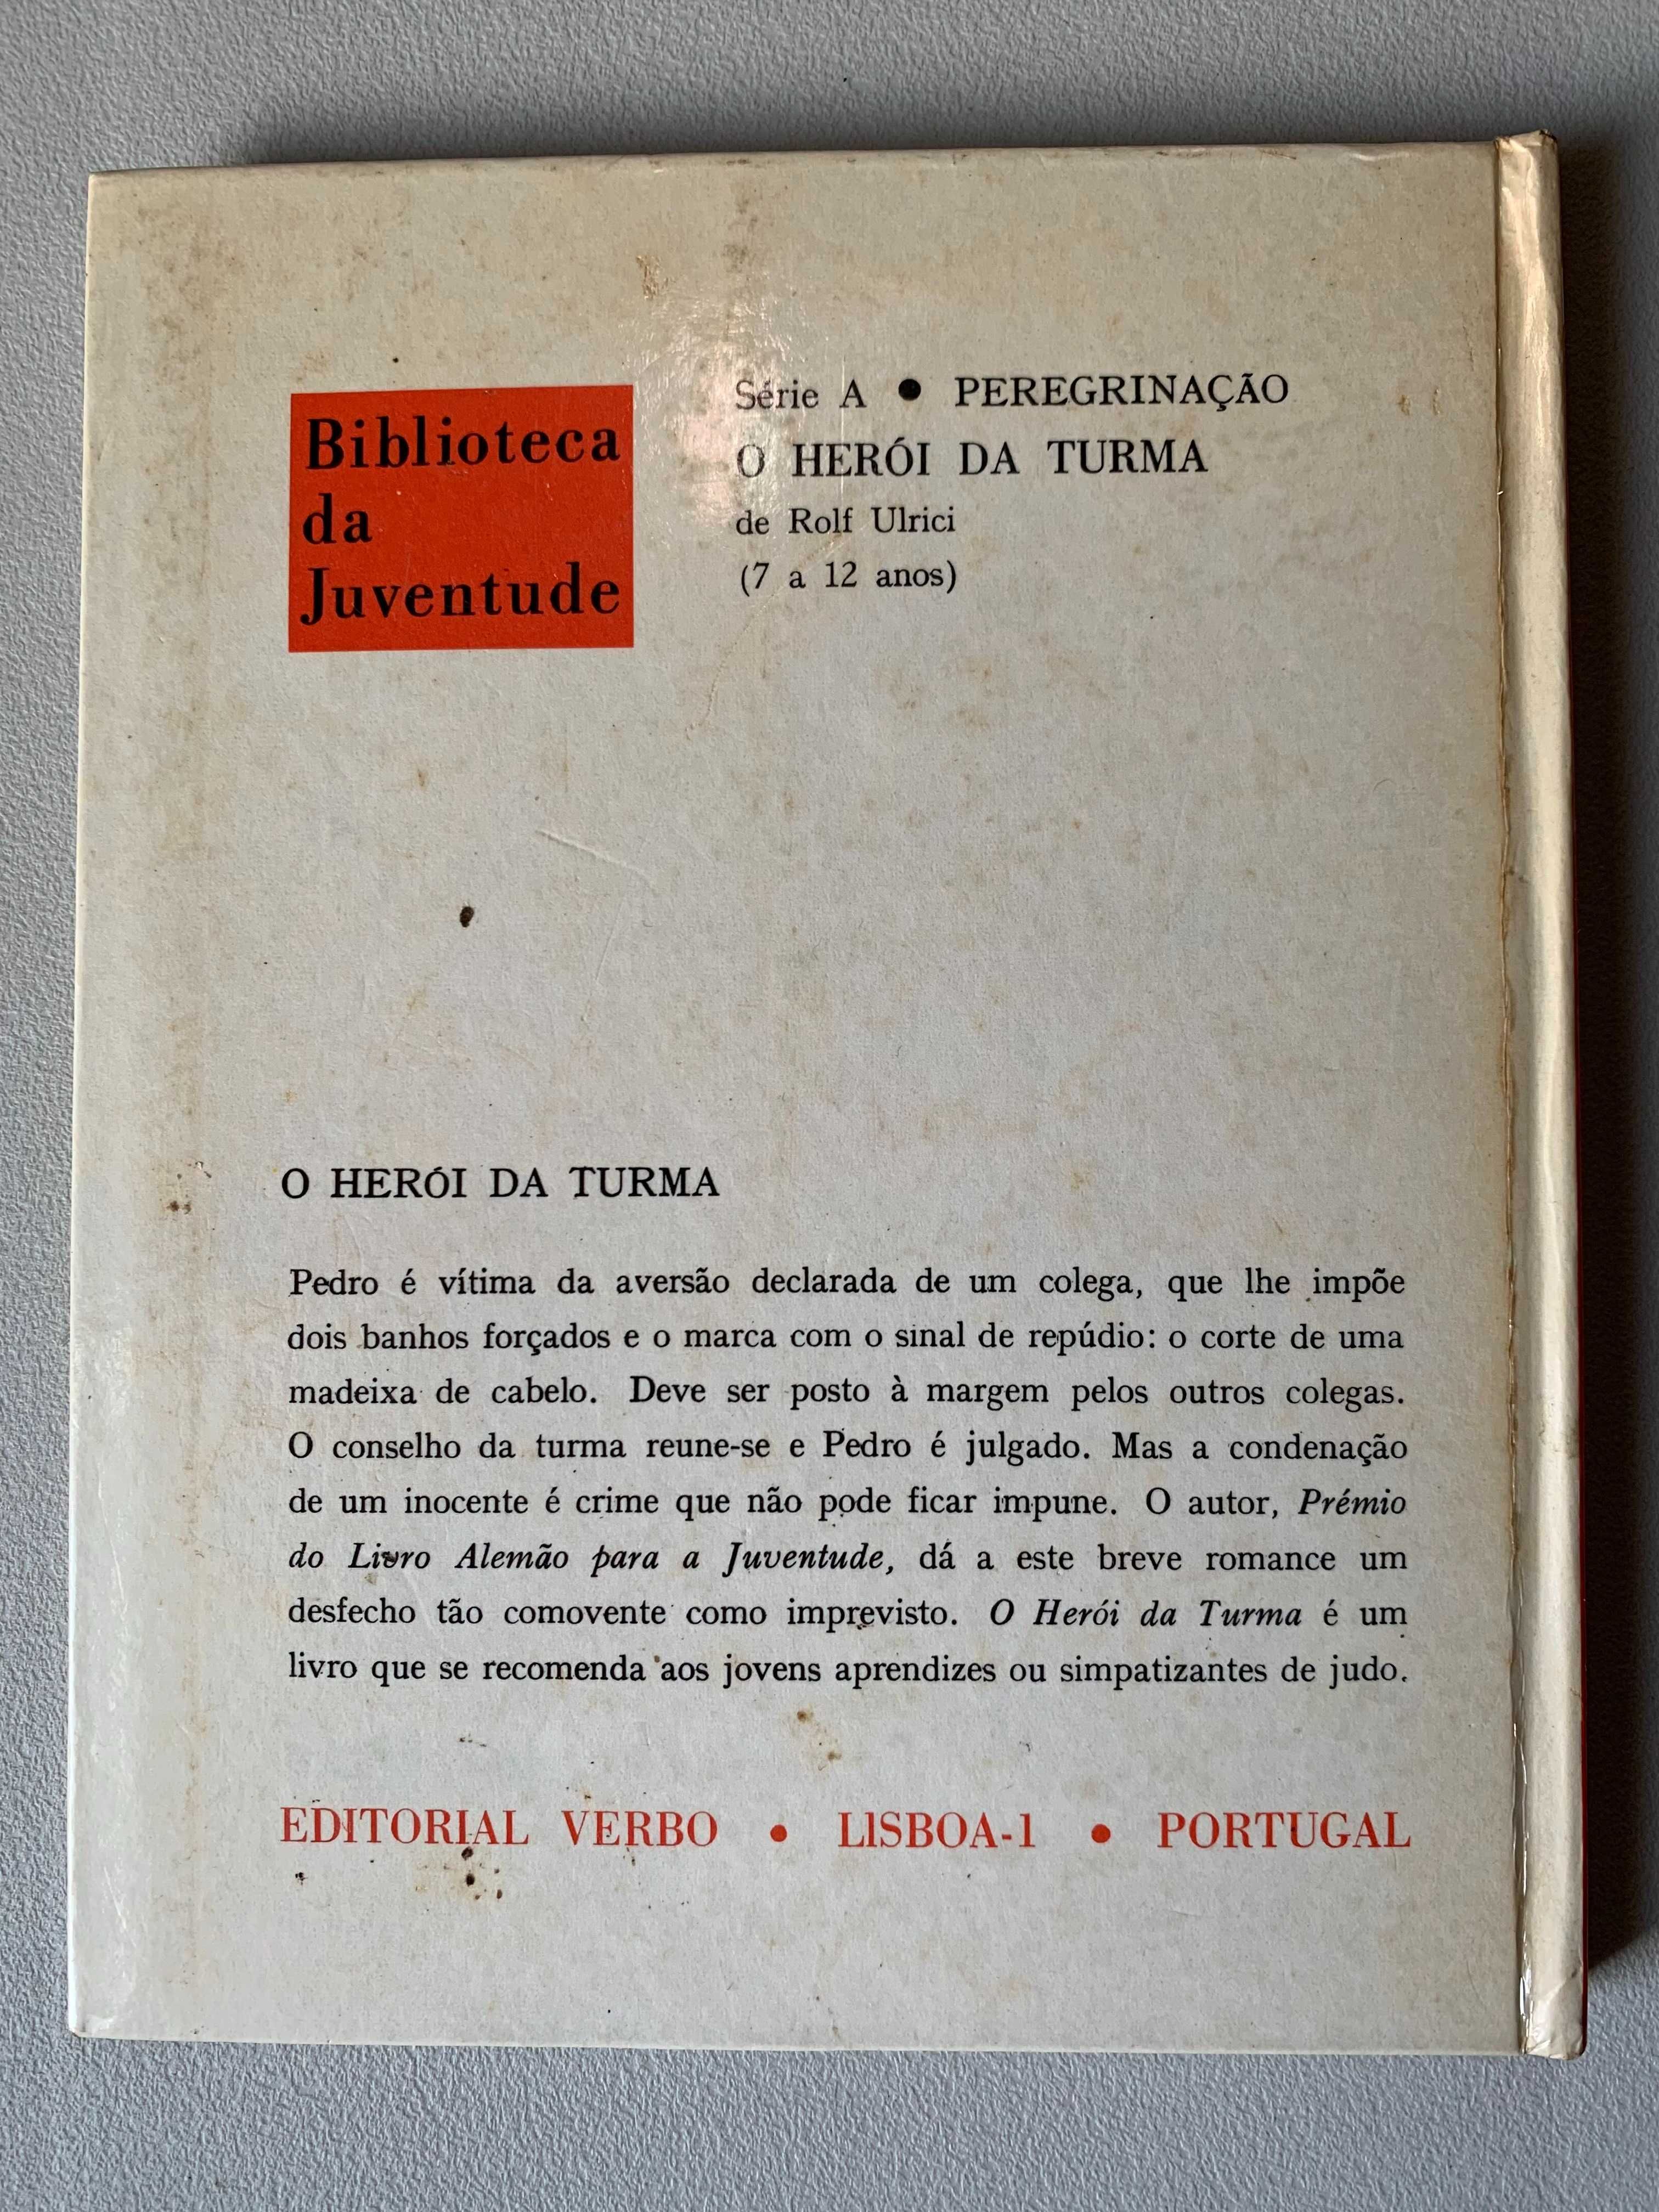 Biblioteca
da
Juventude
Série A ● PEREGRINAÇÃO
O HERÓI DA TURMA
de Rolf Ulrici
(7 a 12 anos)
O HERÓI DA TURMA
Pedro é vítima da aversão declarada de um colega, que lhe impõe
dois banhos forçados e o marca com o sinal de repúdio: o corte de uma
madeixa de cabelo. Deve ser posto à margem pelos outros colegas.
O conselho da turma reune-se e Pedro é julgado. Mas a condenação
de um inocente é crime que não pode ficar impune. O autor, Prémio
do Livro Alemão para a Juventude, dá a este breve romance um
desfecho tão comovente como imprevisto. O Herói da Turma é um
livro que se recomenda aos jovens aprendizes ou simpatizantes de judo.
EDITORIAL VERBO ● LISBOA-1 ● PORTUGAL